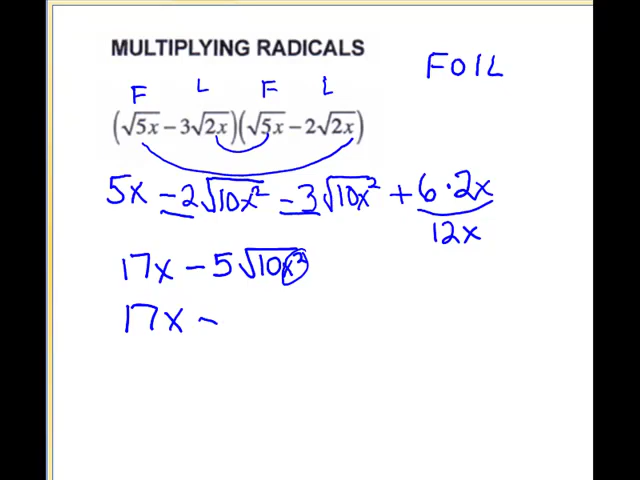 MULTIPLYING RADICALS
FOIL
F L F L
(√5x − 3√2x)(√5x − 2√2x)
5x − 2√10x² − 3√10x² + 6·2x
12x
17x − 5√10x²
17x −